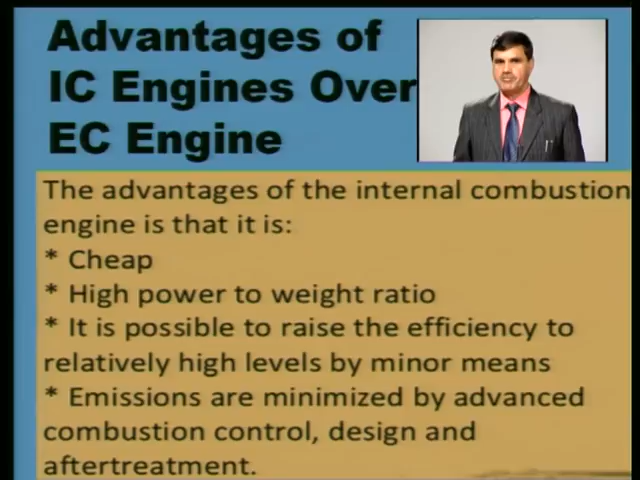 Advantages of
IC Engines Over
EC Engine
The advantages of the internal combustion
engine is that it is:
* Cheap
* High power to weight ratio
* It is possible to raise the efficiency to
relatively high levels by minor means
* Emissions are minimized by advanced
combustion control, design and
aftertreatment.